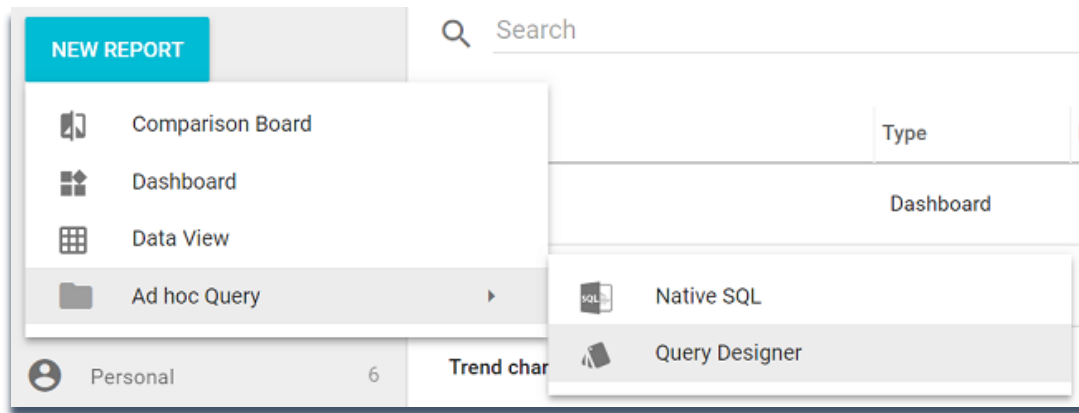 NEW REPORT
Search
Comparison Board
Type
Dashboard
Dashboard
Data View
Ad hoc Query
SQL
Native SQL
Query Designer
Personal
6
Trend char